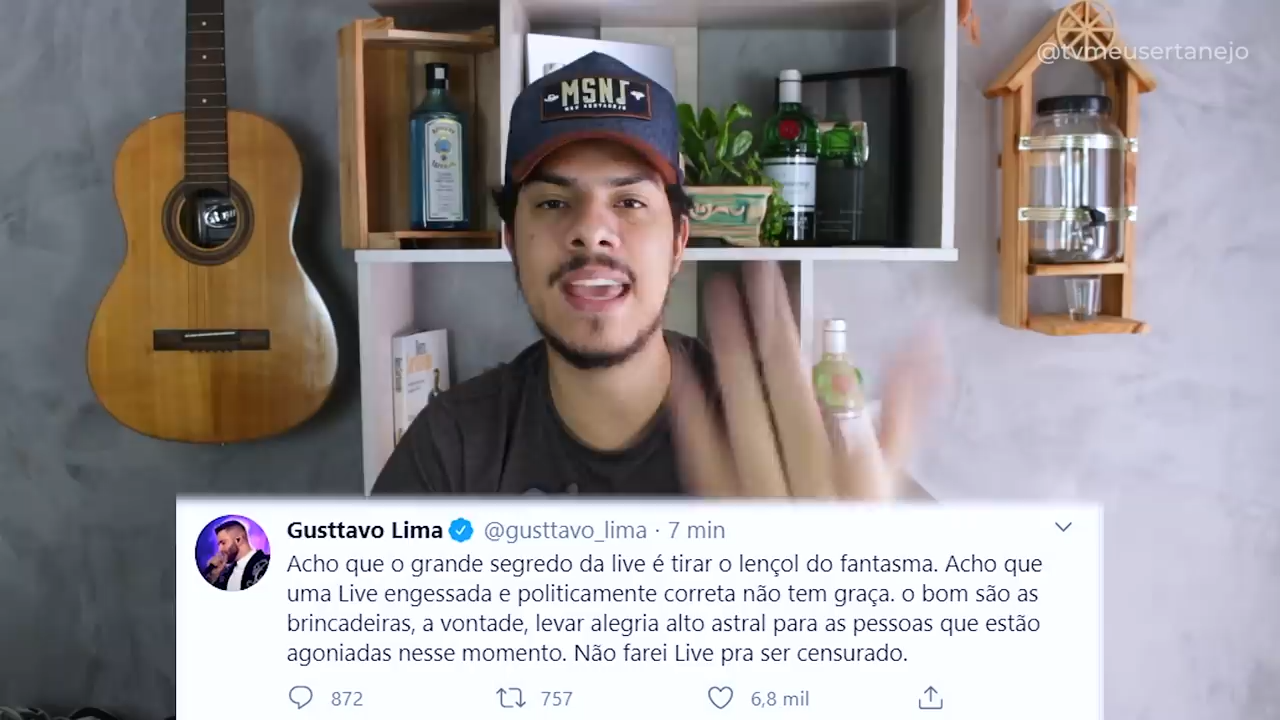 @tvmeusertanejo
MSNJ
Gusttavo Lima @gusttavo_lima · 7 min
Acho que o grande segredo da live é tirar o lençol do fantasma. Acho que
uma Live engessada e politicamente correta não tem graça. o bom são as
brincadeiras, a vontade, levar alegria alto astral para as pessoas que estão
agoniadas nesse momento. Não farei Live pra ser censurado.
872 757 6,8 mil